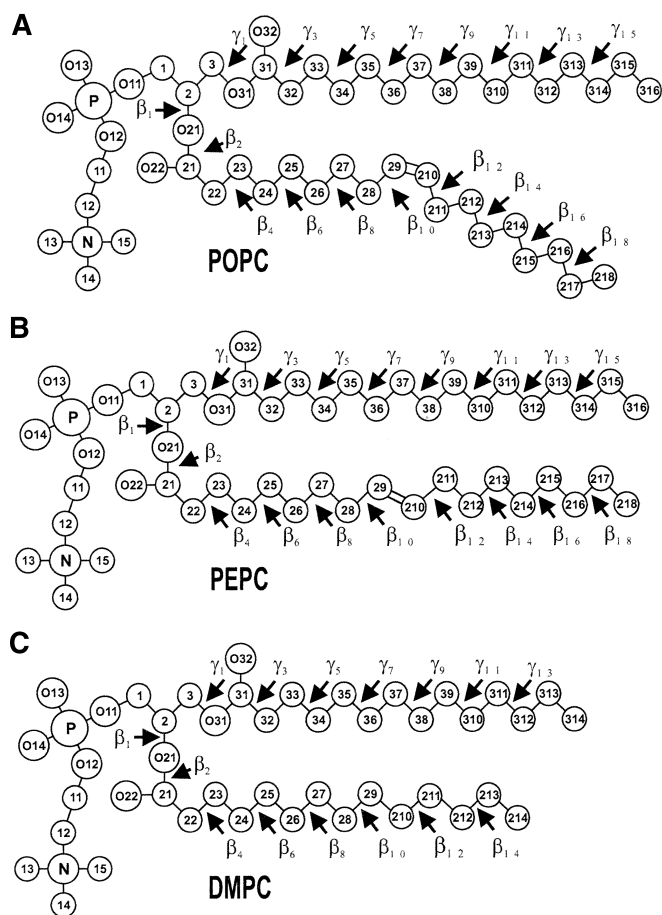 A
γ₁ O32 γ₃ γ₅ γ₇ γ₉ γ₁₁ γ₁₃ γ₁₅
O13 1 3 31 33 35 37 39 311 313 315
P O11 2 O31 32 34 36 38 310 312 314 316
O14 β₁
O12 O21 β₂
11 O22 21 23 25 27 29 210 β₁₂
12 22 24 26 28 211 212 β₁₄
β₄ β₆ β₈ β₁₀ 213 214 β₁₆
13 N 15 215 216 β₁₈
14 217 218
POPC
B
γ₁ O32 γ₃ γ₅ γ₇ γ₉ γ₁₁ γ₁₃ γ₁₅
O13 1 3 31 33 35 37 39 311 313 315
P O11 2 O31 32 34 36 38 310 312 314 316
O14 β₁
O12 O21 β₂
11 O22 21 23 25 27 29 211 213 215 217
12 22 24 26 28 210 212 214 216 218
β₄ β₆ β₈ β₁₀ β₁₂ β₁₄ β₁₆ β₁₈
13 N 15
14
PEPC
C
γ₁ O32 γ₃ γ₅ γ₇ γ₉ γ₁₁ γ₁₃
O13 1 3 31 33 35 37 39 311 313
P O11 2 O31 32 34 36 38 310 312 314
O14 β₁
O12 O21 β₂
11 O22 21 23 25 27 29 211 213
12 22 24 26 28 210 212 214
β₄ β₆ β₈ β₁₀ β₁₂ β₁₄
13 N 15
14
DMPC